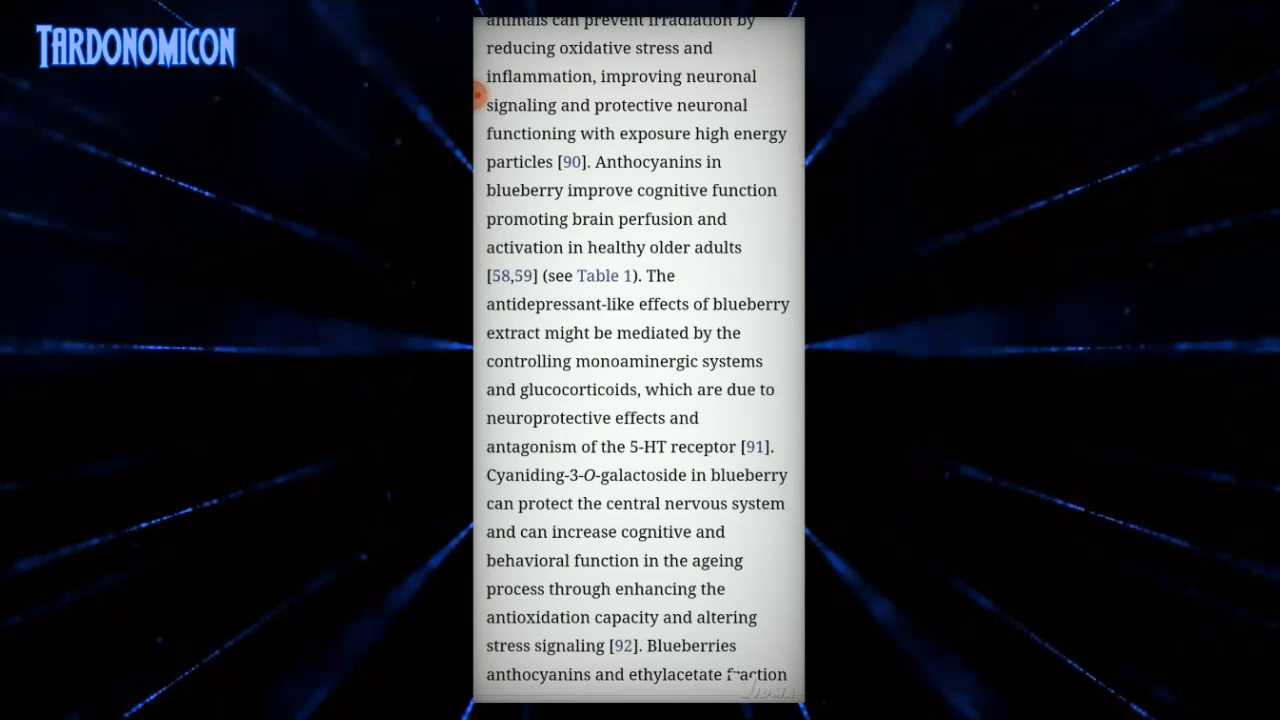 TARDONOMICON
animals can prevent irradiation by
reducing oxidative stress and
inflammation, improving neuronal
signaling and protective neuronal
functioning with exposure high energy
particles [90]. Anthocyanins in
blueberry improve cognitive function
promoting brain perfusion and
activation in healthy older adults
[58,59] (see Table 1). The
antidepressant-like effects of blueberry
extract might be mediated by the
controlling monoaminergic systems
and glucocorticoids, which are due to
neuroprotective effects and
antagonism of the 5-HT receptor [91].
Cyaniding-3-O-galactoside in blueberry
can protect the central nervous system
and can increase cognitive and
behavioral function in the ageing
process through enhancing the
antioxidation capacity and altering
stress signaling [92]. Blueberries
anthocyanins and ethylacetate fraction